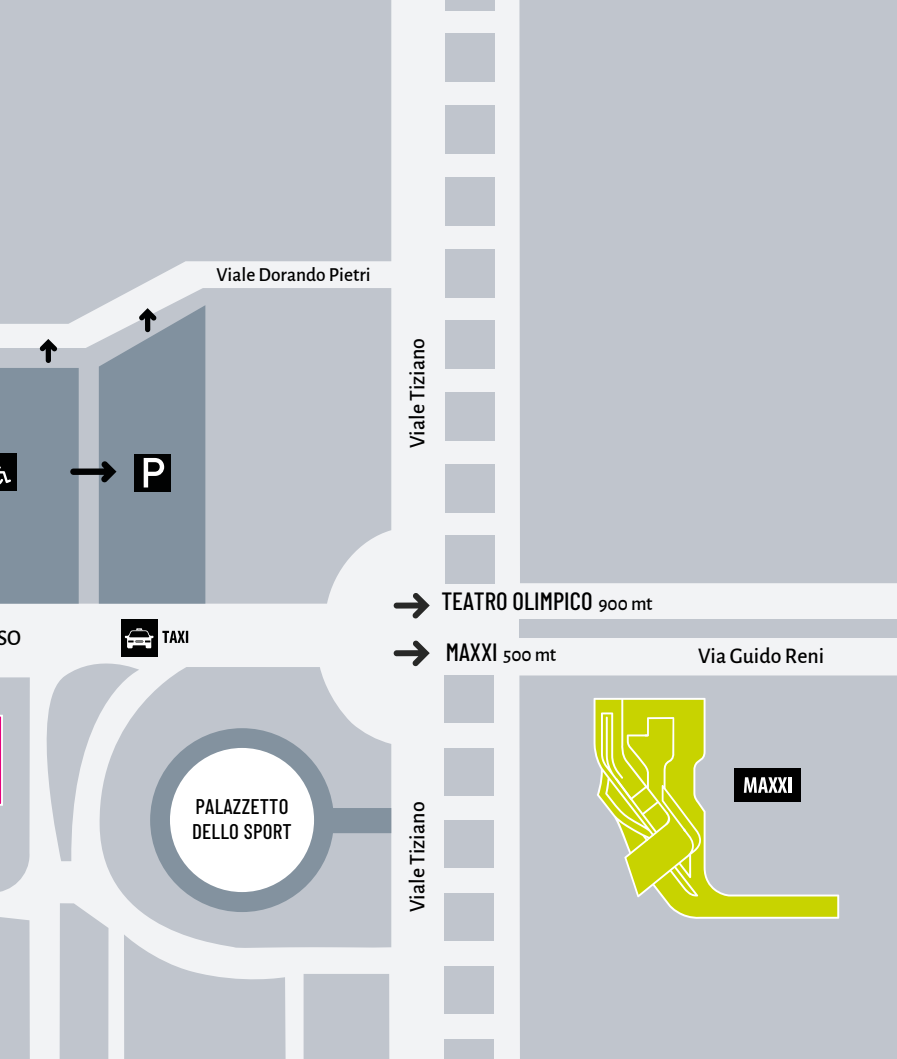 Viale Dorando Pietri
Viale Tiziano
P
TEATRO OLIMPICO 900 mt
SO
TAXI
MAXXI 500 mt
Via Guido Reni
MAXXI
PALAZZETTO
DELLO SPORT
Viale Tiziano